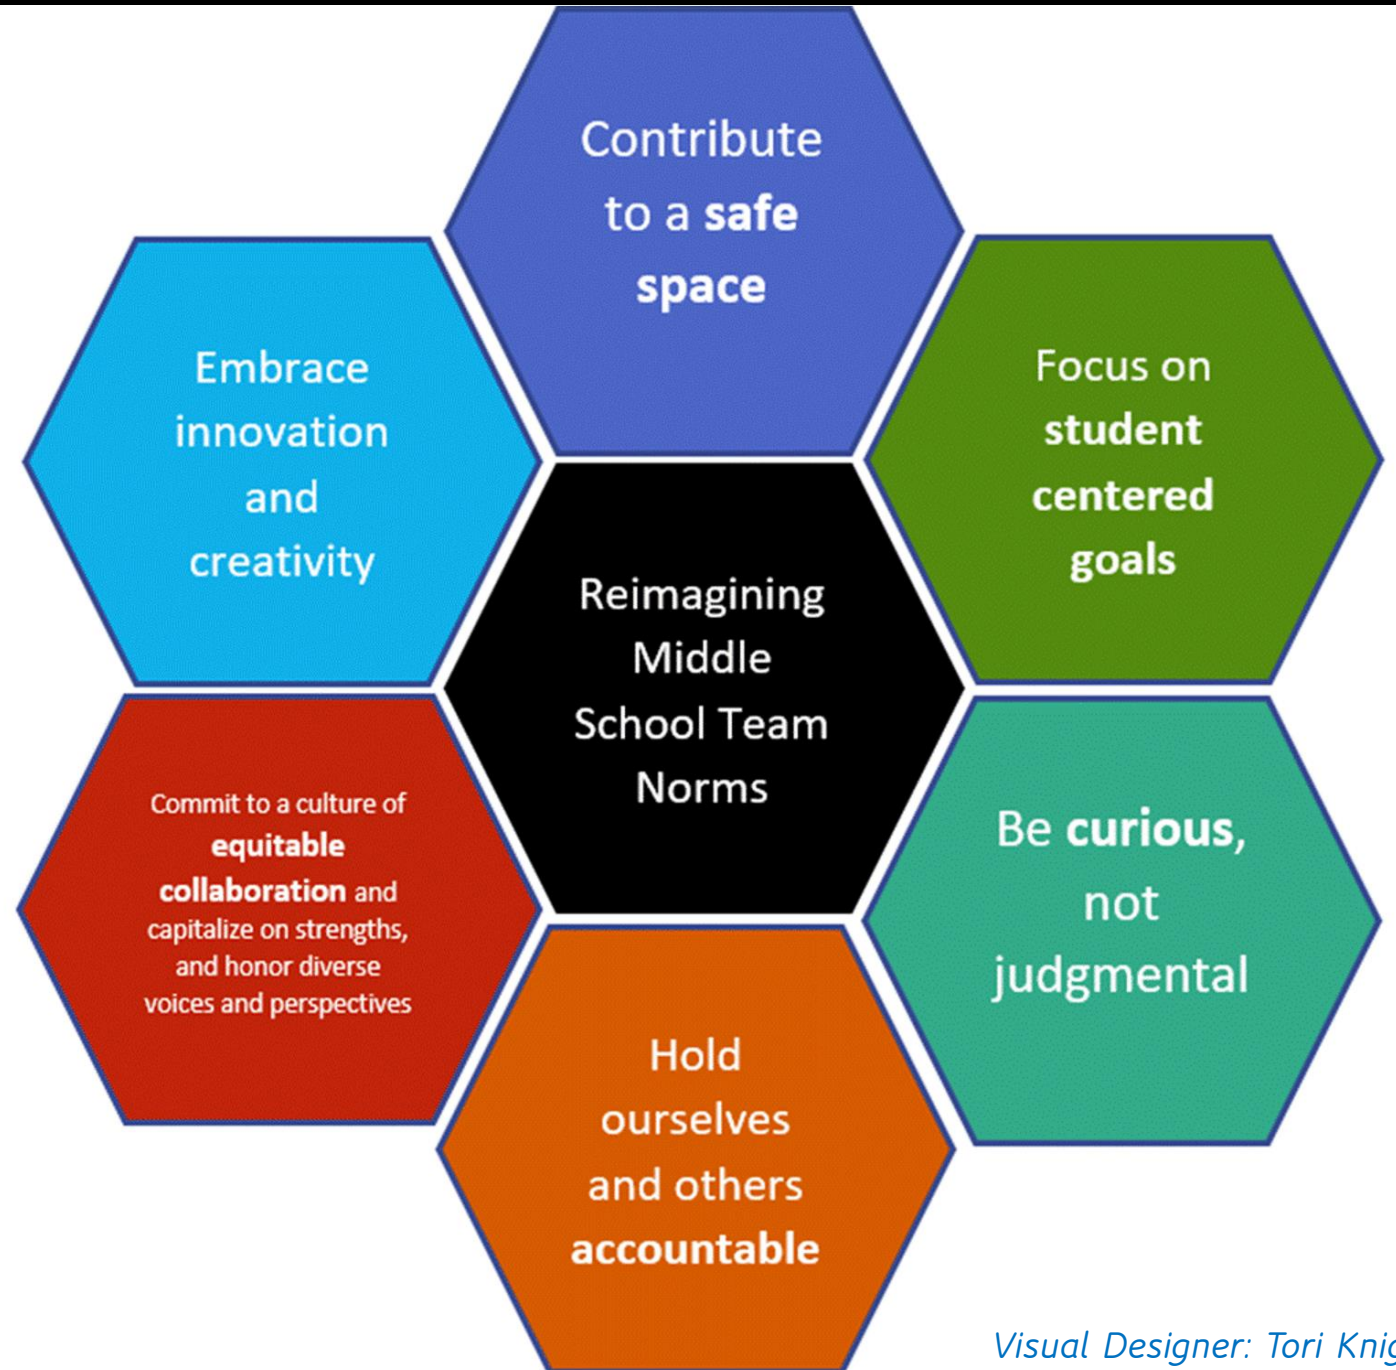 Contribute
to a safe
space
Embrace
innovation
and
creativity
Focus on
student
centered
goals
Reimagining
Middle
School Team
Norms
Commit to a culture of
equitable
collaboration and
capitalize on strengths,
and honor diverse
voices and perspectives
Be curious,
not
judgmental
Hold
ourselves
and others
accountable
Visual Designer: Tori